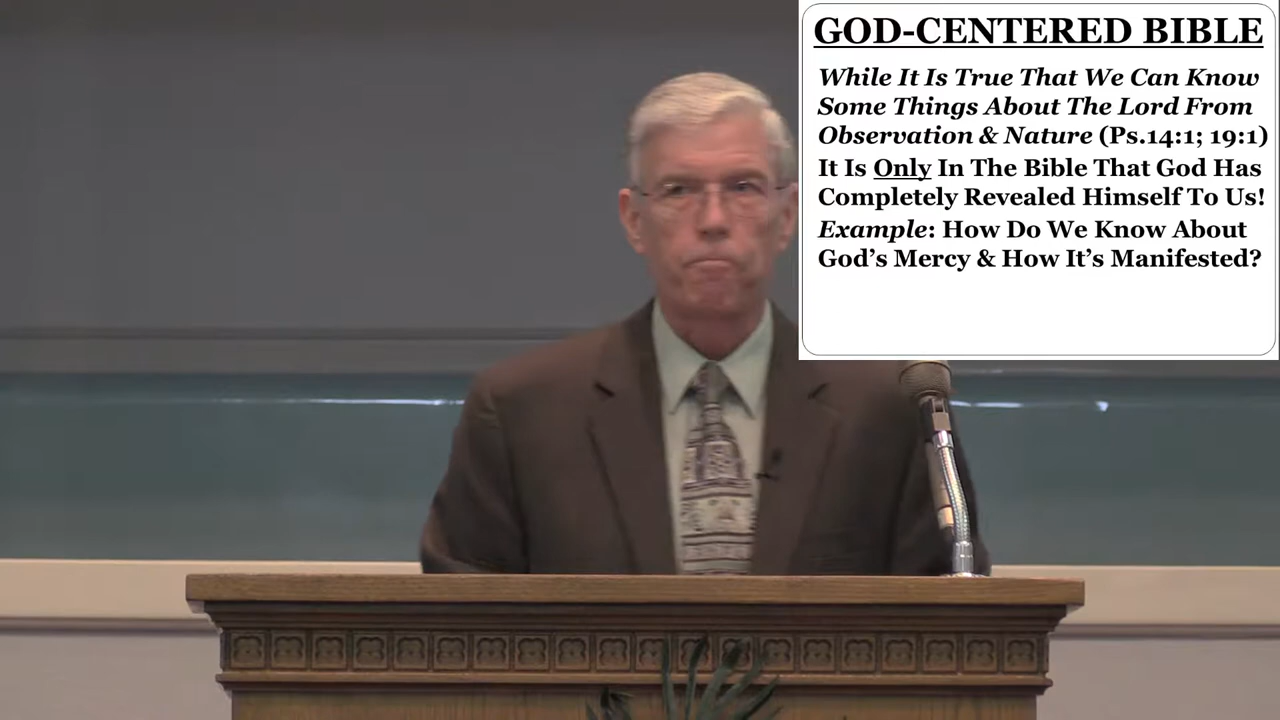 GOD-CENTERED BIBLE
While It Is True That We Can Know
Some Things About The Lord From
Observation & Nature (Ps.14:1; 19:1)
It Is Only In The Bible That God Has
Completely Revealed Himself To Us!
Example: How Do We Know About
God's Mercy & How It's Manifested?